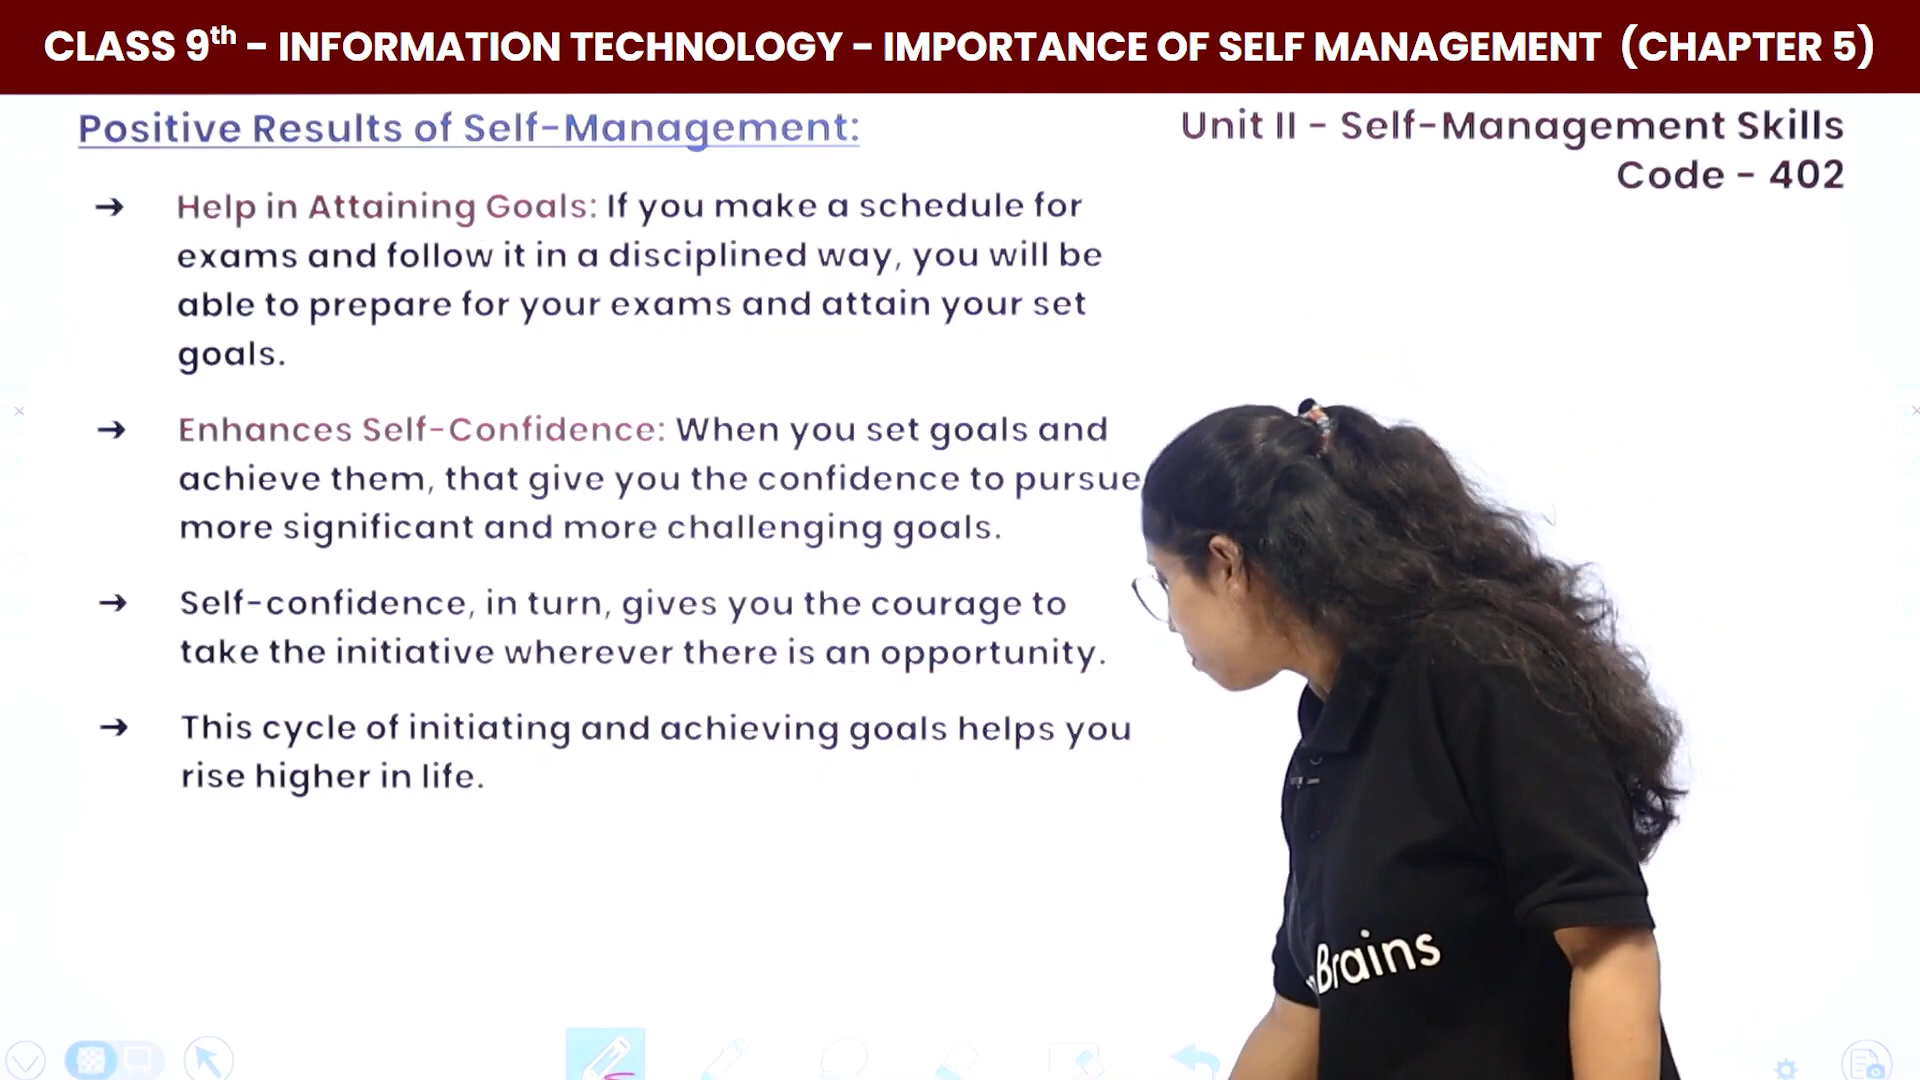 CLASS 9th – INFORMATION TECHNOLOGY – IMPORTANCE OF SELF MANAGEMENT (CHAPTER 5)
Positive Results of Self-Management:
Unit II - Self-Management Skills
Code - 402
➔ Help in Attaining Goals: If you make a schedule for
exams and follow it in a disciplined way, you will be
able to prepare for your exams and attain your set
goals.
➔ Enhances Self-Confidence: When you set goals and
achieve them, that give you the confidence to pursue
more significant and more challenging goals.
➔ Self-confidence, in turn, gives you the courage to
take the initiative wherever there is an opportunity.
➔ This cycle of initiating and achieving goals helps you
rise higher in life.
Brains